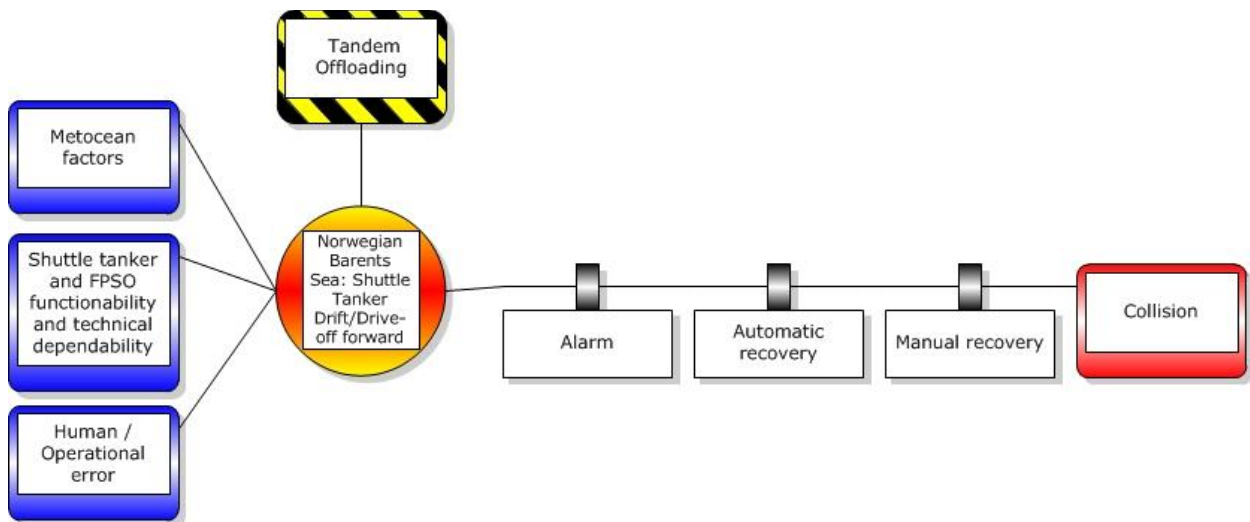 Tandem
Offloading
Metocean
factors
Shuttle tanker
and FPSO
functionability
and technical
dependability
Human /
Operational
error
Norwegian
Barents
Sea: Shuttle
Tanker
Drift/Drive-
off forward
Alarm
Automatic
recovery
Manual recovery
Collision